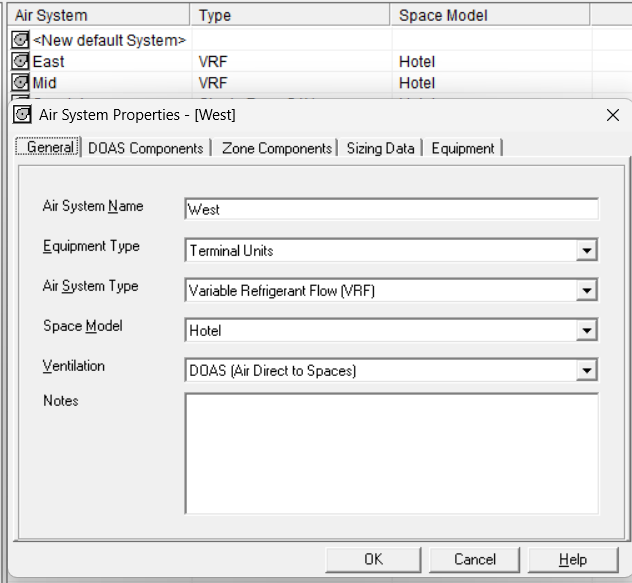 Air System Type Space Model
<New default System>
East VRF Hotel
Mid VRF Hotel
Air System Properties - [West]
General DOAS Components Zone Components Sizing Data Equipment
Air System Name West
Equipment Type Terminal Units
Air System Type Variable Refrigerant Flow (VRF)
Space Model Hotel
Ventilation DOAS (Air Direct to Spaces)
Notes
OK Cancel Help